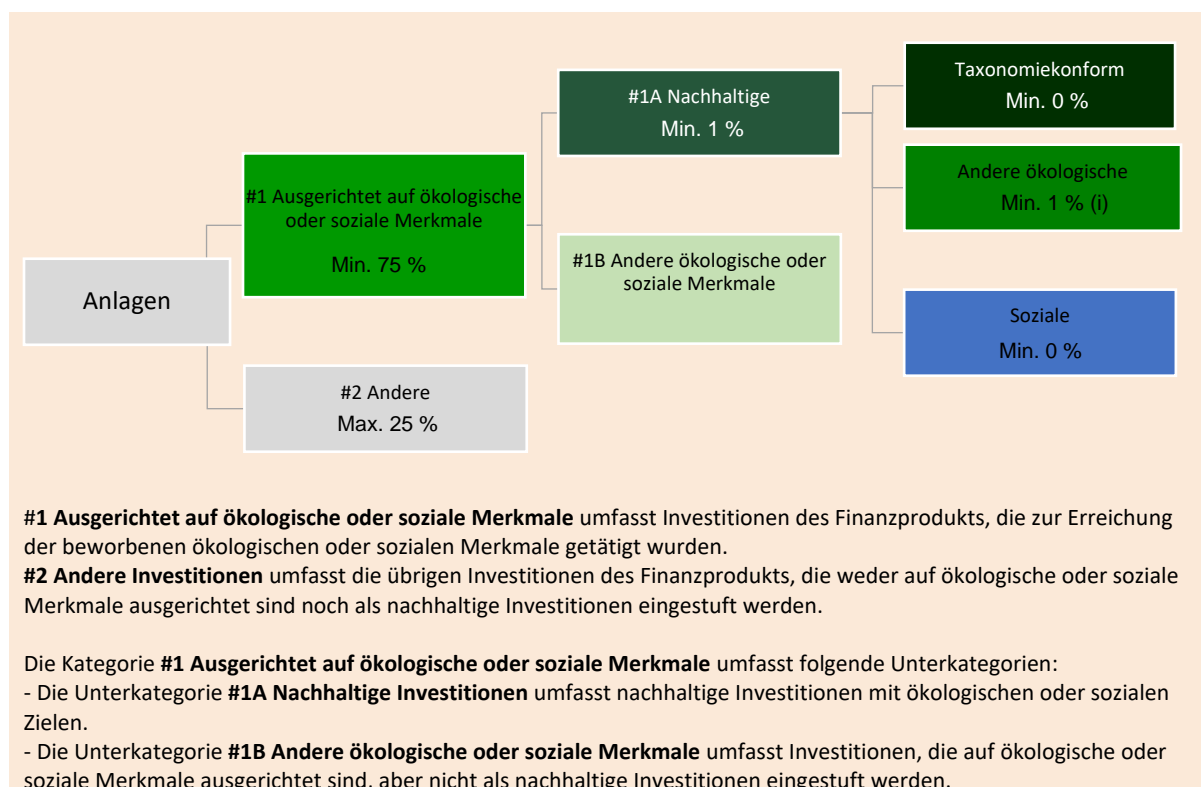 Taxonomiekonform
Min. 0 %
#1A Nachhaltige
Min. 1 %
Andere ökologische
Min. 1 % (i)
#1 Ausgerichtet auf ökologische
oder soziale Merkmale
Min. 75 %
#1B Andere ökologische oder
soziale Merkmale
Anlagen
Soziale
Min. 0 %
#2 Andere
Max. 25 %
#1 Ausgerichtet auf ökologische oder soziale Merkmale umfasst Investitionen des Finanzprodukts, die zur Erreichung
der beworbenen ökologischen oder sozialen Merkmale getätigt wurden.
#2 Andere Investitionen umfasst die übrigen Investitionen des Finanzprodukts, die weder auf ökologische oder soziale
Merkmale ausgerichtet sind noch als nachhaltige Investitionen eingestuft werden.
Die Kategorie #1 Ausgerichtet auf ökologische oder soziale Merkmale umfasst folgende Unterkategorien:
- Die Unterkategorie #1A Nachhaltige Investitionen umfasst nachhaltige Investitionen mit ökologischen oder sozialen
Zielen.
- Die Unterkategorie #1B Andere ökologische oder soziale Merkmale umfasst Investitionen, die auf ökologische oder
soziale Merkmale ausgerichtet sind, aber nicht als nachhaltige Investitionen eingestuft werden.